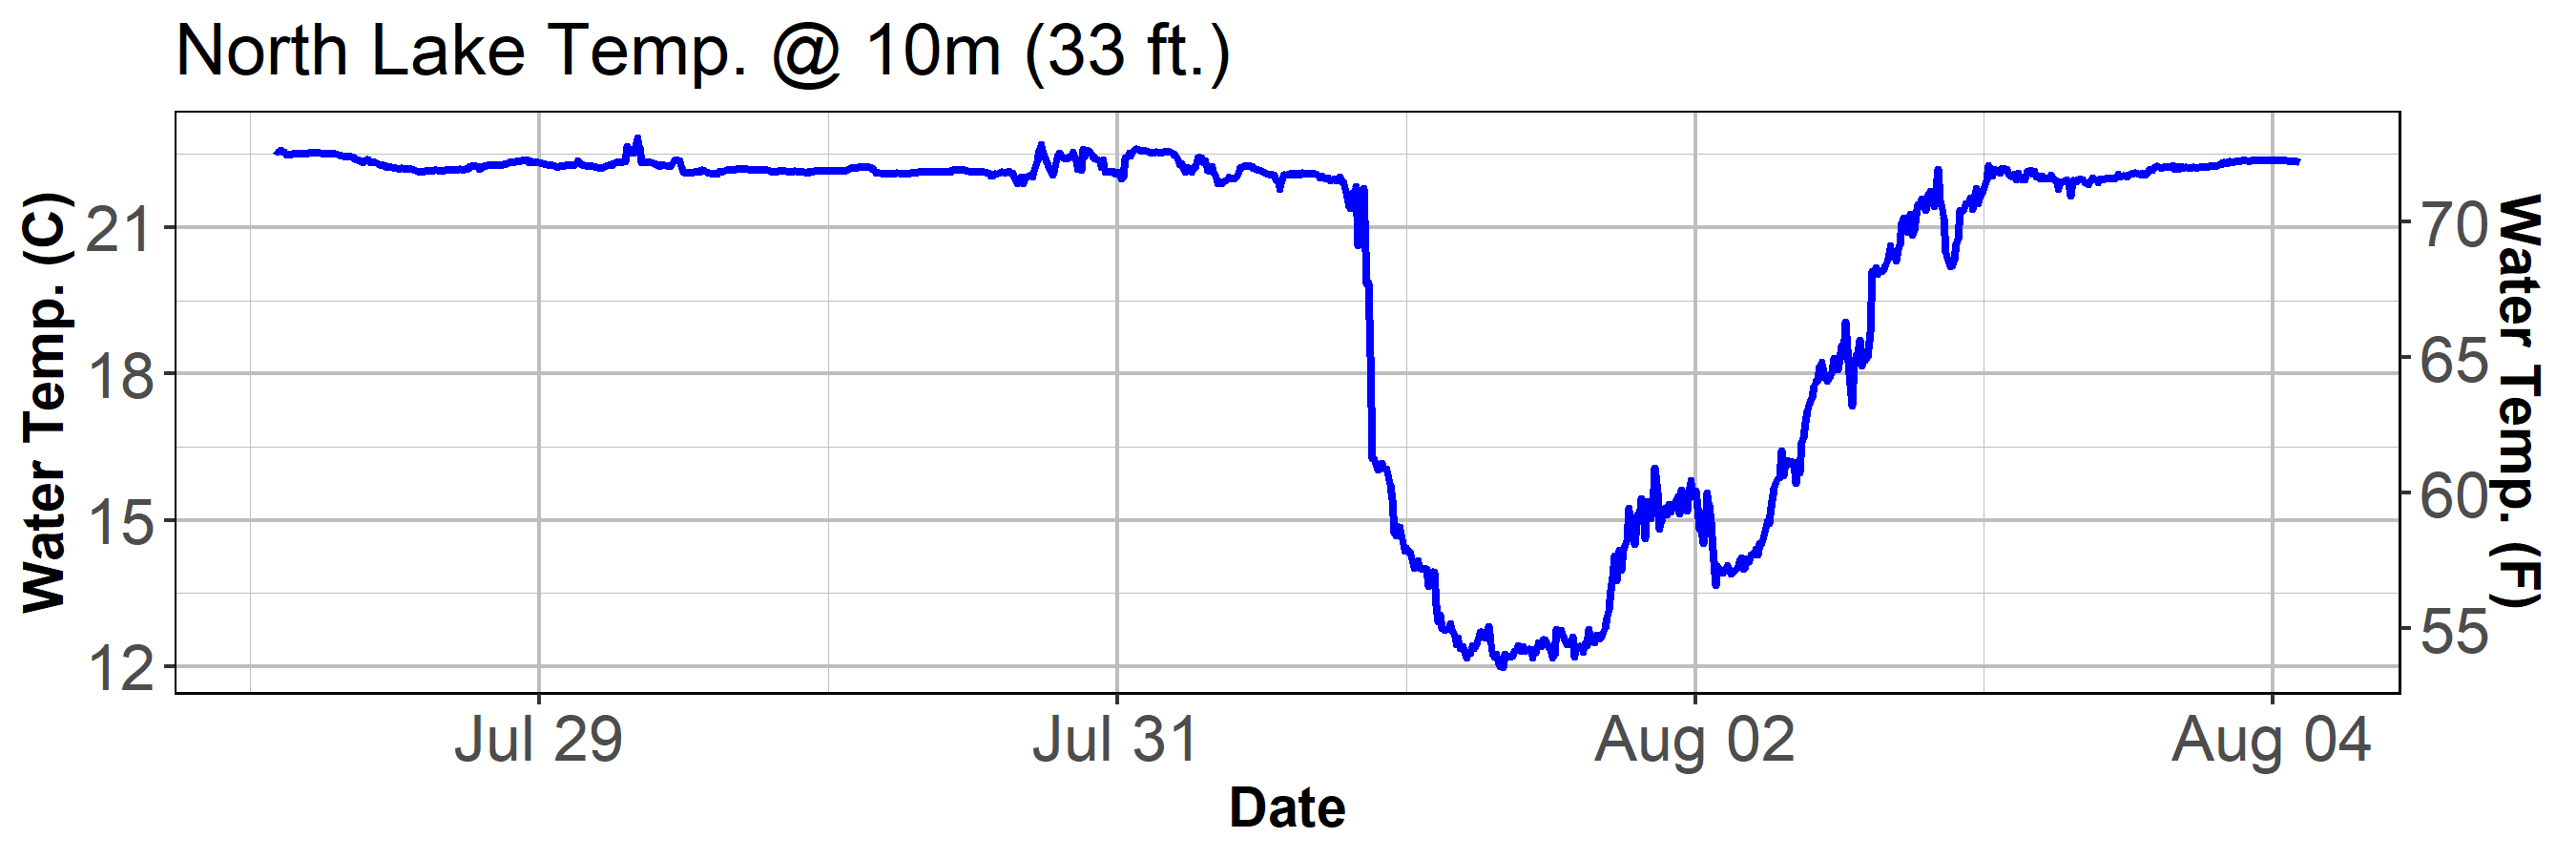 North Lake Temp. @ 10m (33 ft.)
Water Temp. (C)
21
18
15
12
70
65
60
55
Water Temp. (F)
Jul 29
Jul 31
Aug 02
Aug 04
Date